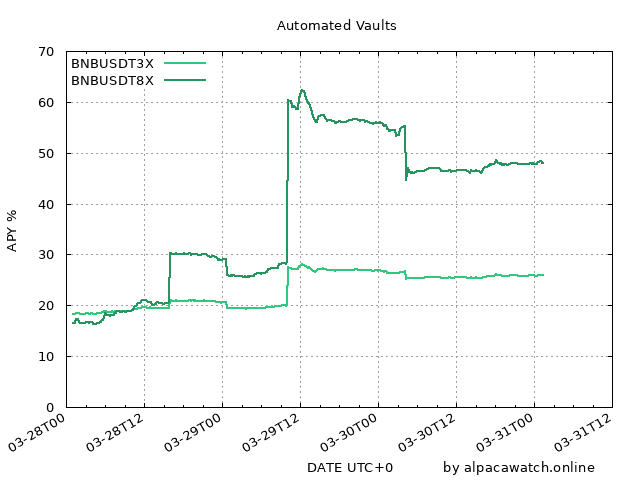 Automated Vaults
BNBUSDT3X
BNBUSDT8X
APY %
70
60
50
40
30
20
10
0
03-28T00
03-28T12
03-29T00
03-29T12
03-30T00
03-30T12
03-31T00
03-31T12
DATE UTC+0
by alpacawatch.online